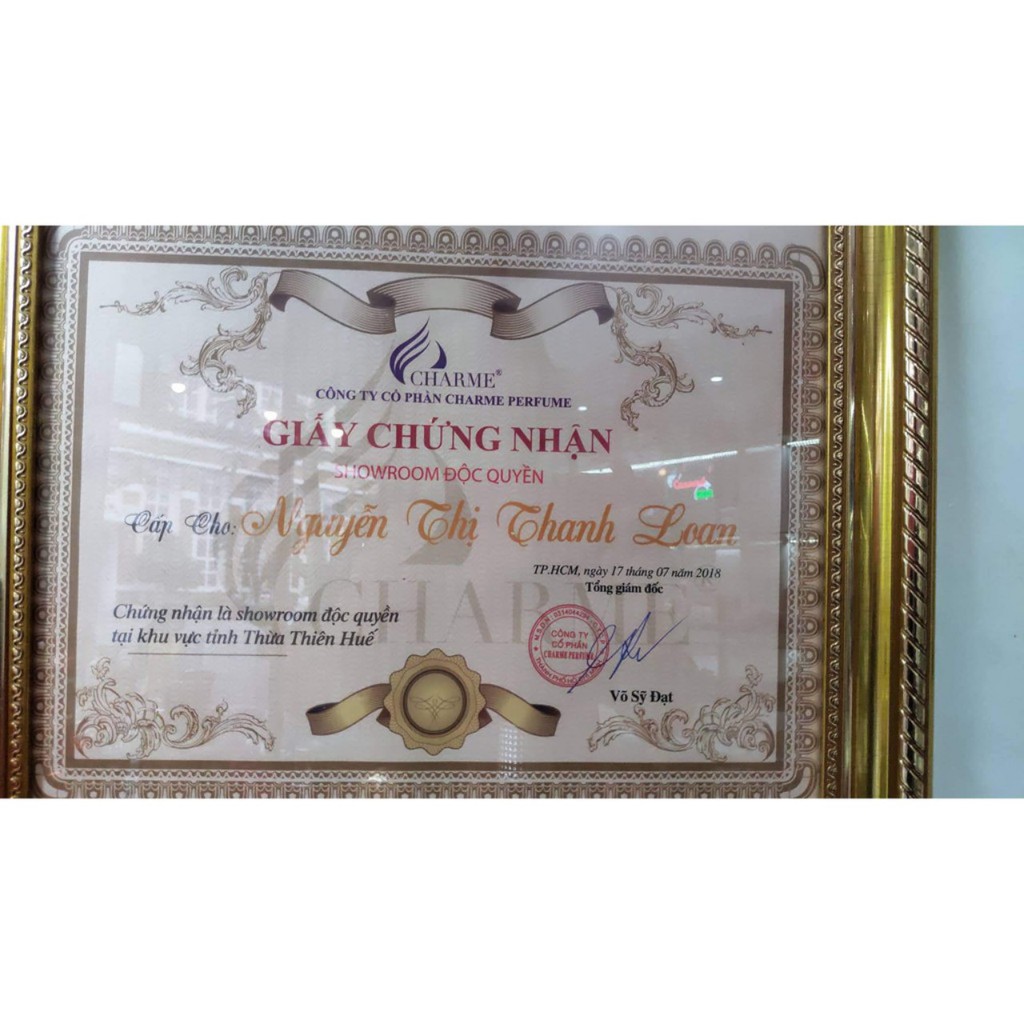 CHARME®
CÔNG TY CỔ PHẦN CHARME PERFUME
GIẤY CHỨNG NHẬN
SHOWROOM ĐỘC QUYỀN
Cấp Cho: Nguyễn Thị Thanh Loan
TP.HCM, ngày 17 tháng 07 năm 2018
Tổng giám đốc
Chứng nhận là showroom độc quyền
tại khu vực tỉnh Thừa Thiên Huế
CHARME
CÔNG TY
CỔ PHẦN
CHARME PERFUME
Võ Sỹ Đạt